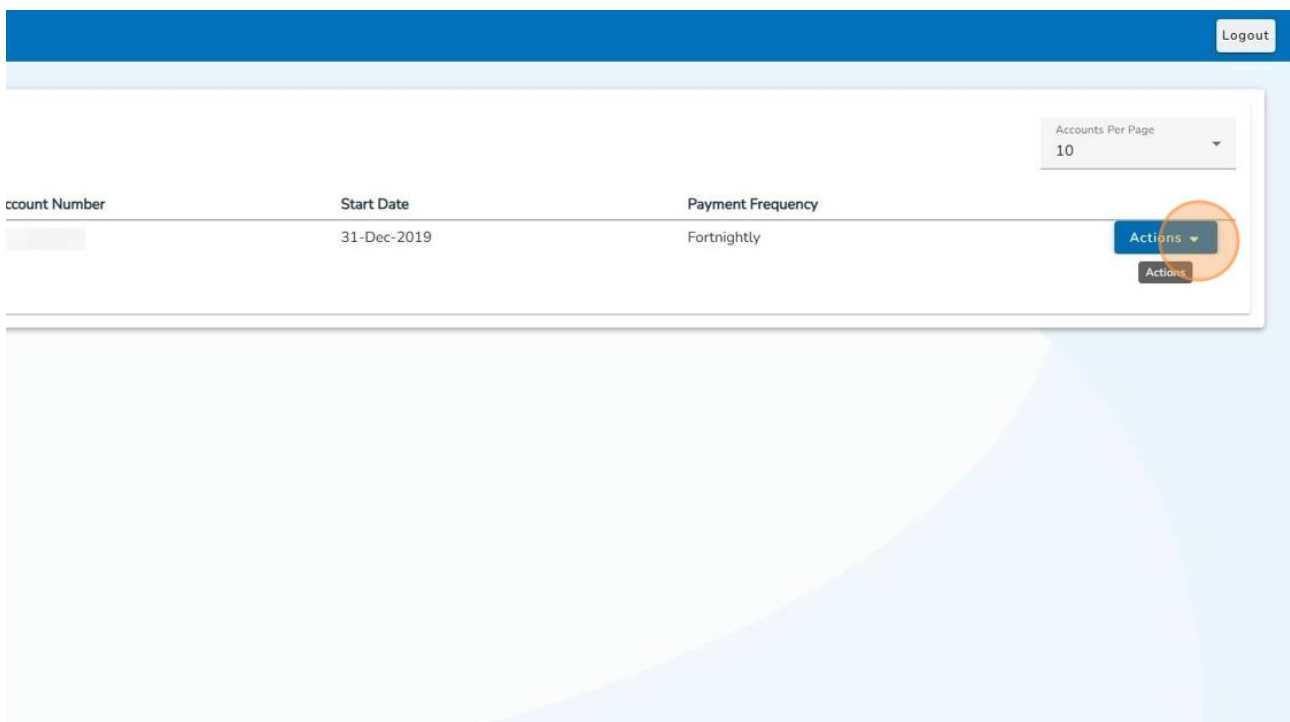 Logout
Accounts Per Page
10
ccount Number Start Date Payment Frequency
31-Dec-2019 Fortnightly Actions
Actions